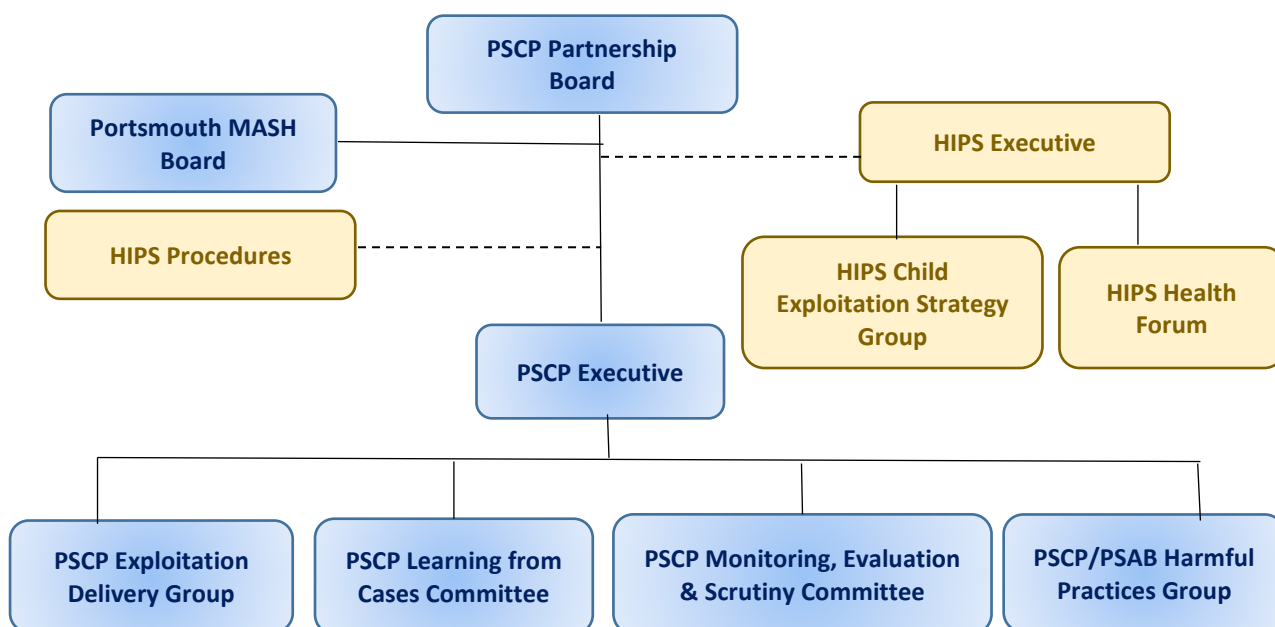 PSCP Partnership
Board
Portsmouth MASH
Board
HIPS Executive
HIPS Procedures
HIPS Child
Exploitation Strategy
Group
HIPS Health
Forum
PSCP Executive
PSCP Exploitation
Delivery Group
PSCP Learning from
Cases Committee
PSCP Monitoring, Evaluation
& Scrutiny Committee
PSCP/PSAB Harmful
Practices Group